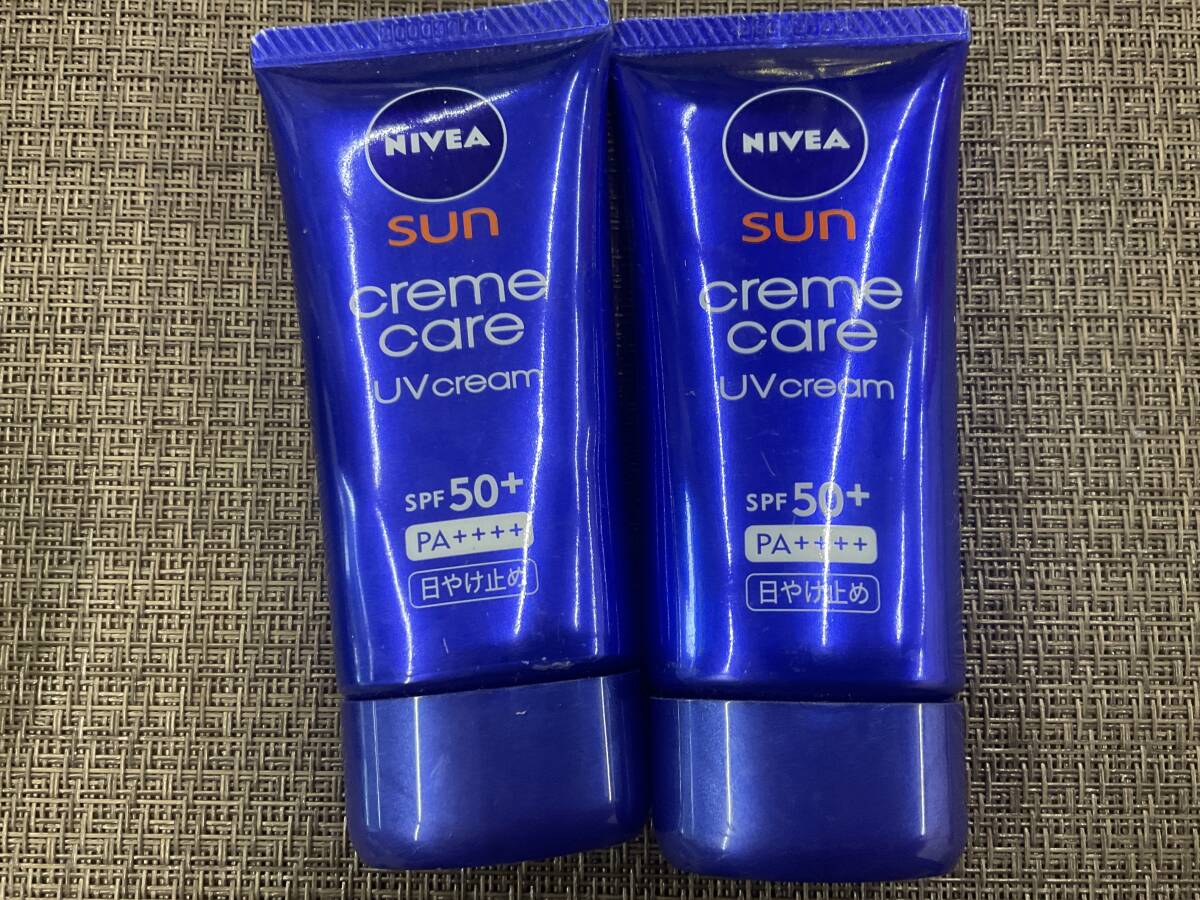 NIVEA
sun
creme
care
UV cream
SPF 50+
PA++++
日やけ止め
NIVEA
sun
creme
care
UV cream
SPF 50+
PA++++
日やけ止め